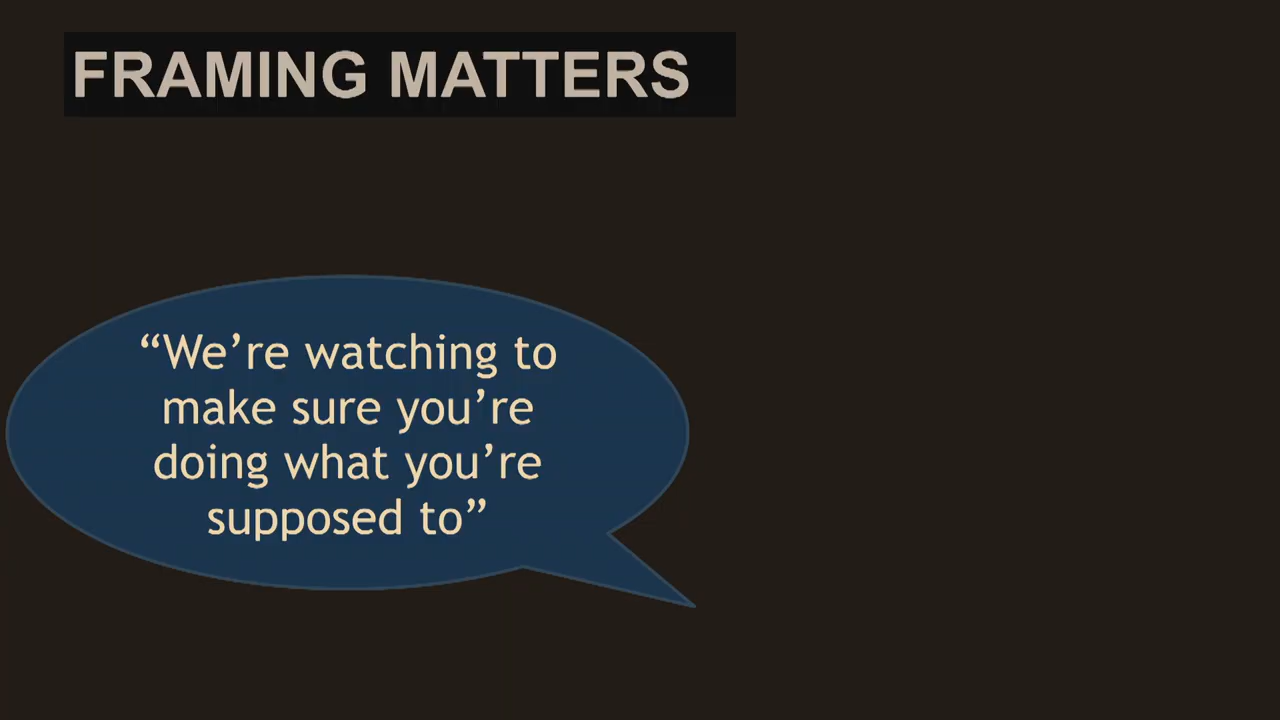 FRAMING MATTERS
“We’re watching to
make sure you’re
doing what you’re
supposed to”